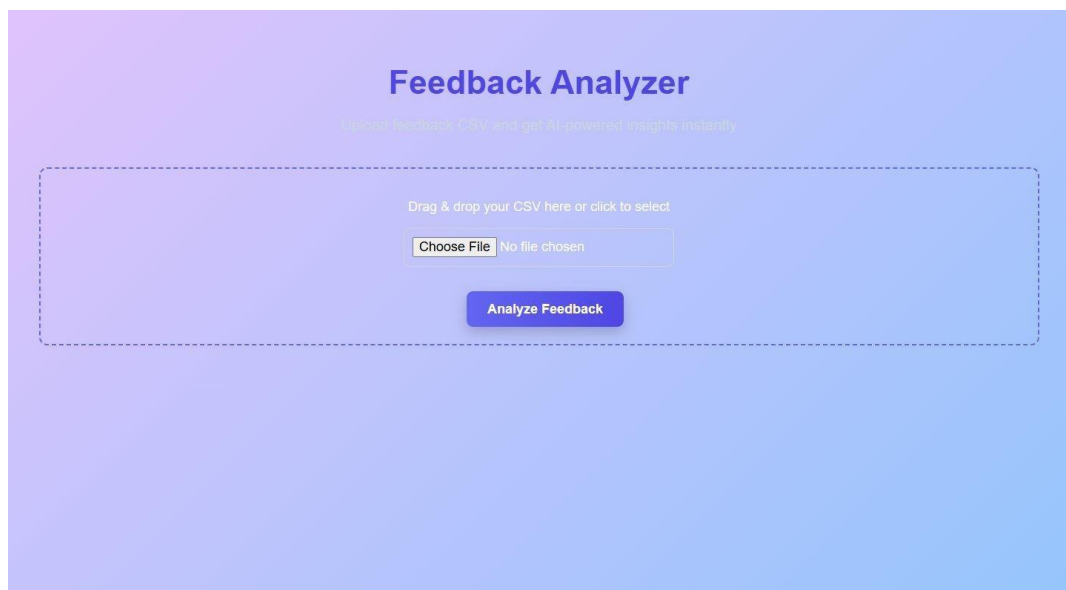 Feedback Analyzer
Upload feedback CSV and get AI-powered insights instantly
Drag & drop your CSV here or click to select
Choose File No file chosen
Analyze Feedback